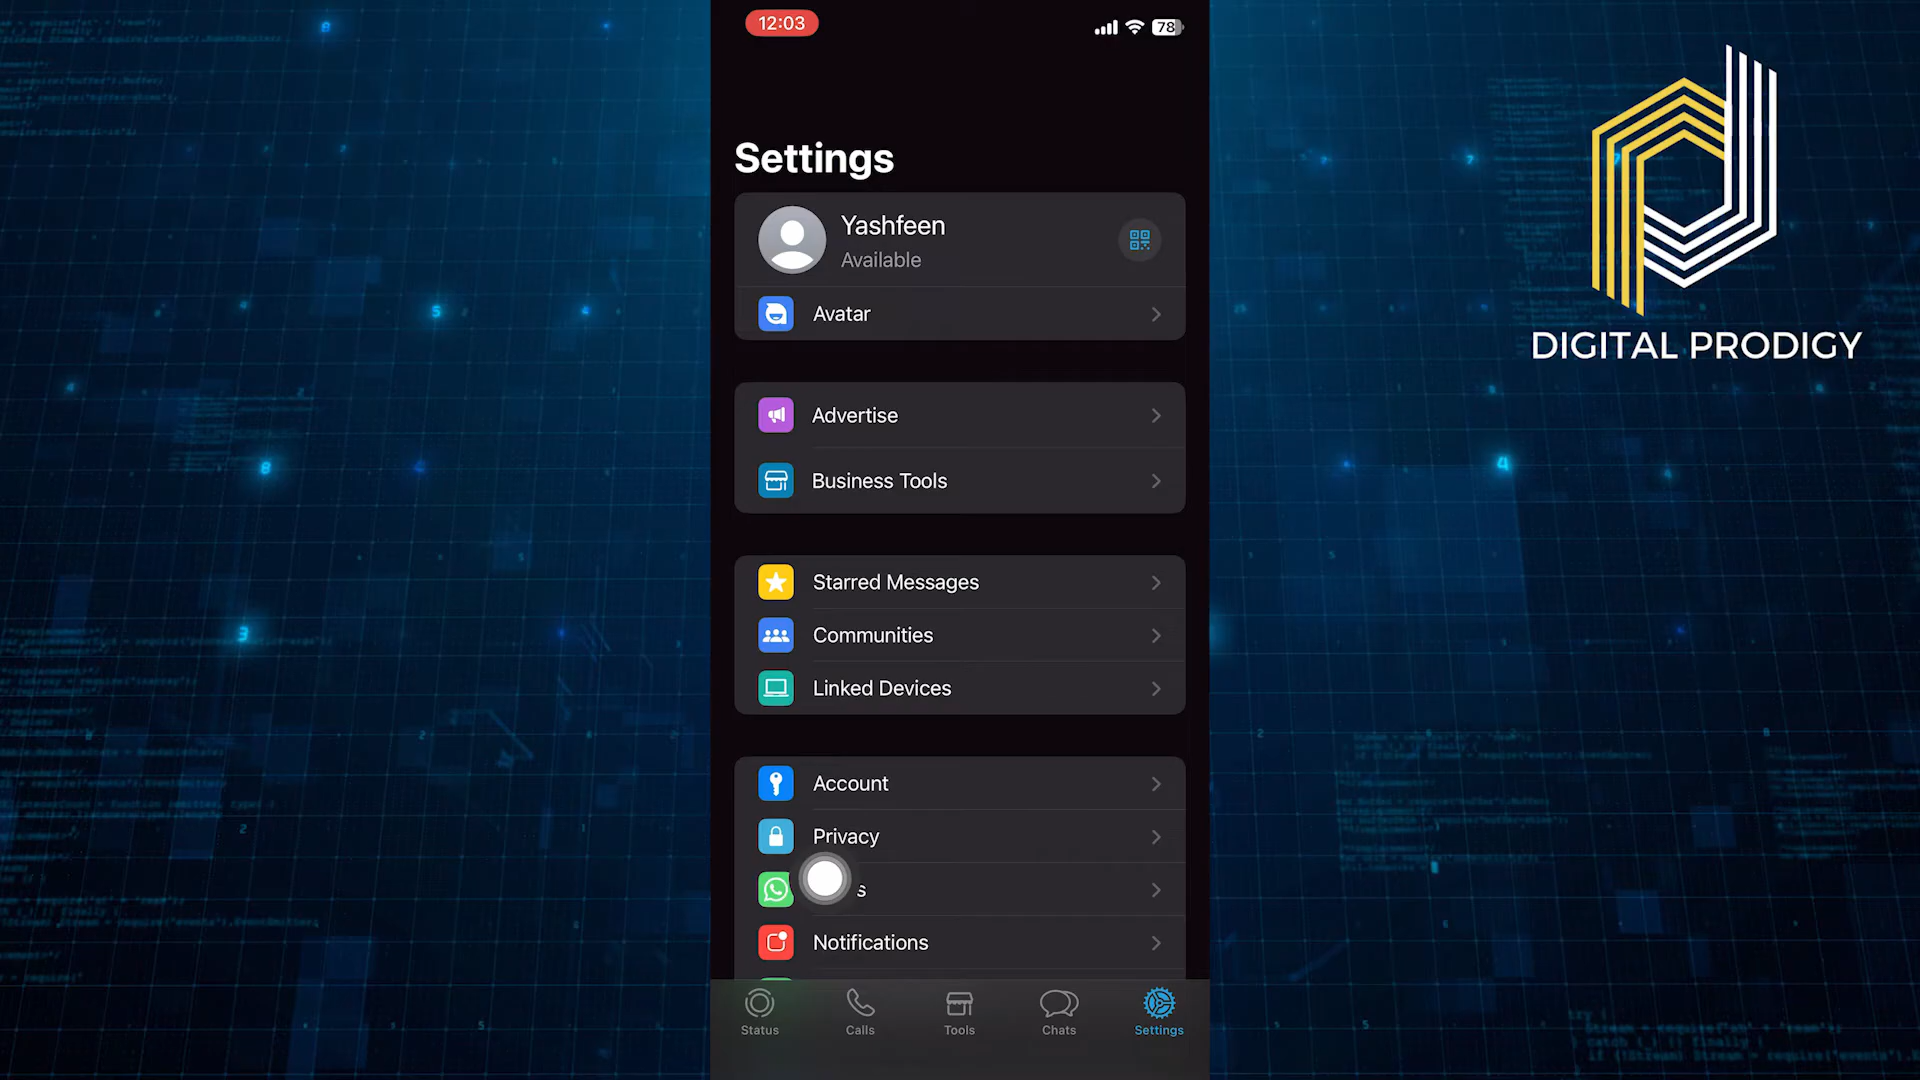 12:03
78
Settings
Yashfeen
Available
Avatar
Advertise
Business Tools
Starred Messages
Communities
Linked Devices
Account
Privacy
s
Notifications
Status
Calls
Tools
Chats
Settings
DIGITAL PRODIGY